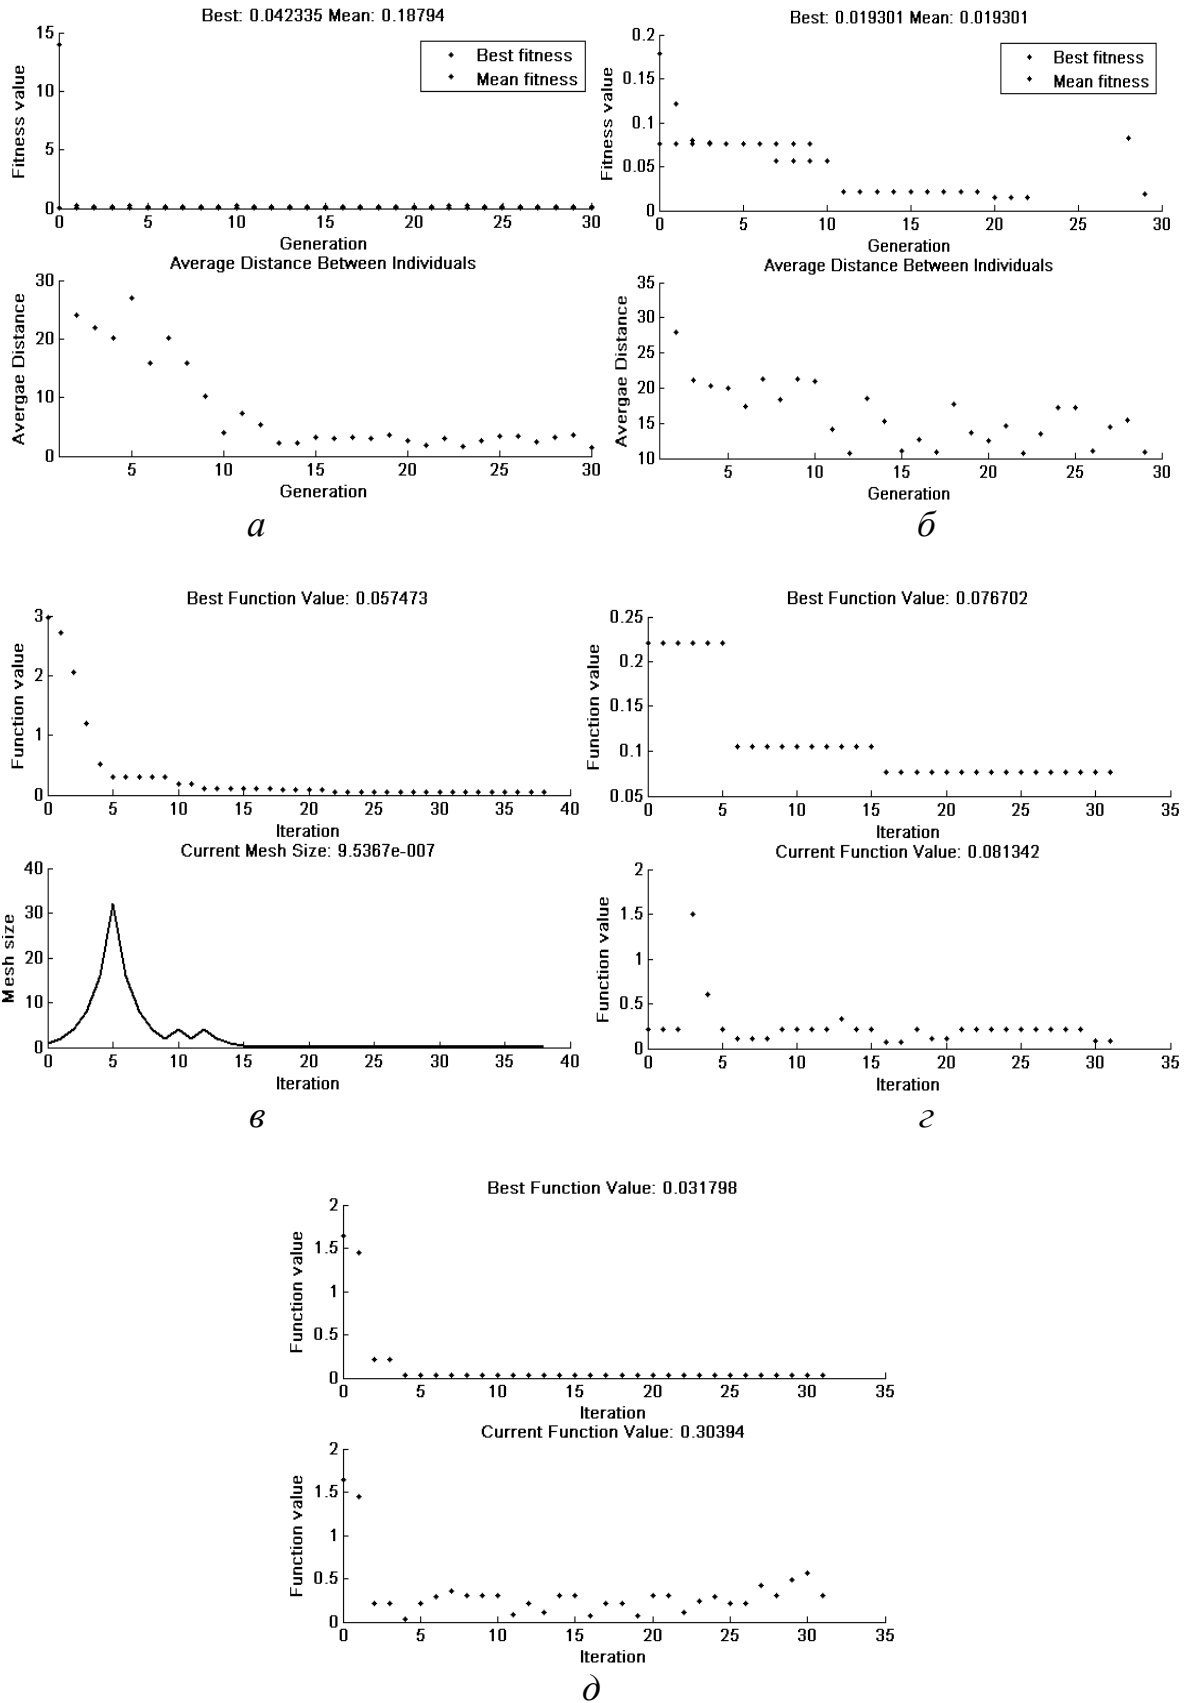 Best: 0.042335 Mean: 0.18794
15
10
5
0
Fitness value
Best fitness
Mean fitness
0 5 10 15 20 25 30
Generation
Average Distance Between Individuals
30
20
10
0
Avergae Distance
5 10 15 20 25 30
Generation
а
Best: 0.019301 Mean: 0.019301
0.2
0.15
0.1
0.05
0
Fitness value
Best fitness
Mean fitness
0 5 10 15 20 25 30
Generation
Average Distance Between Individuals
35
30
25
20
15
10
Avergae Distance
5 10 15 20 25 30
Generation
б
Best Function Value: 0.057473
3
2
1
0
Function value
0 5 10 15 20 25 30 35 40
Iteration
Current Mesh Size: 9.5367e-007
40
30
20
10
0
Mesh size
0 5 10 15 20 25 30 35 40
Iteration
в
Best Function Value: 0.076702
0.25
0.2
0.15
0.1
0.05
Function value
0 5 10 15 20 25 30 35
Iteration
Current Function Value: 0.081342
2
1.5
1
0.5
0
Function value
0 5 10 15 20 25 30 35
Iteration
г
Best Function Value: 0.031798
2
1.5
1
0.5
0
Function value
0 5 10 15 20 25 30 35
Iteration
Current Function Value: 0.30394
2
1.5
1
0.5
0
Function value
0 5 10 15 20 25 30 35
Iteration
д